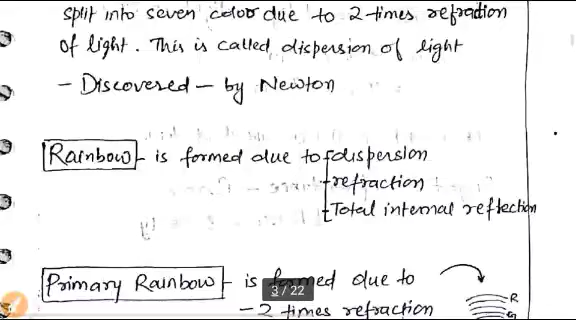 split into seven color due to 2 times refraction
of light. This is called dispersion of light
- Discovered - by Newton
Rainbow - is formed due to - dispersion
- refraction
- Total internal reflection
Primary Rainbow - is formed due to
3 / 22
- 2 times refraction
R